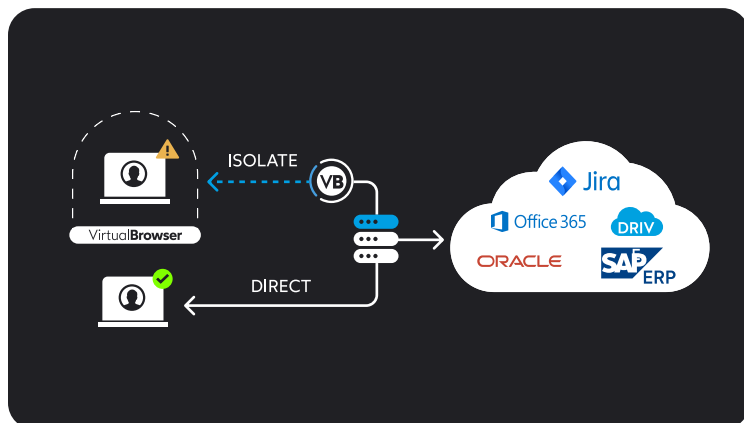 ISOLATE
VB
VirtualBrowser
DIRECT
Jira
Office 365
DRIV
ORACLE
SAP
ERP